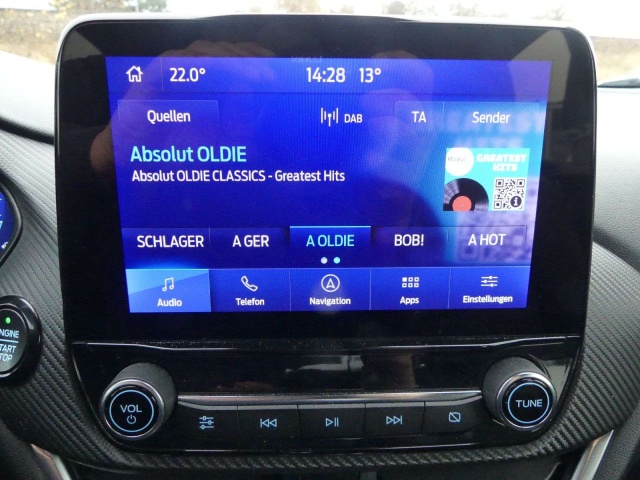 22.0° 14:28 13°
Quellen DAB TA Sender
Absolut OLDIE
Absolut OLDIE CLASSICS - Greatest Hits
GREATEST
HITS
SCHLAGER A GER A OLDIE BOB! A HOT
Audio Telefon Navigation Apps Einstellungen
ENGINE
START
STOP
VOL TUNE